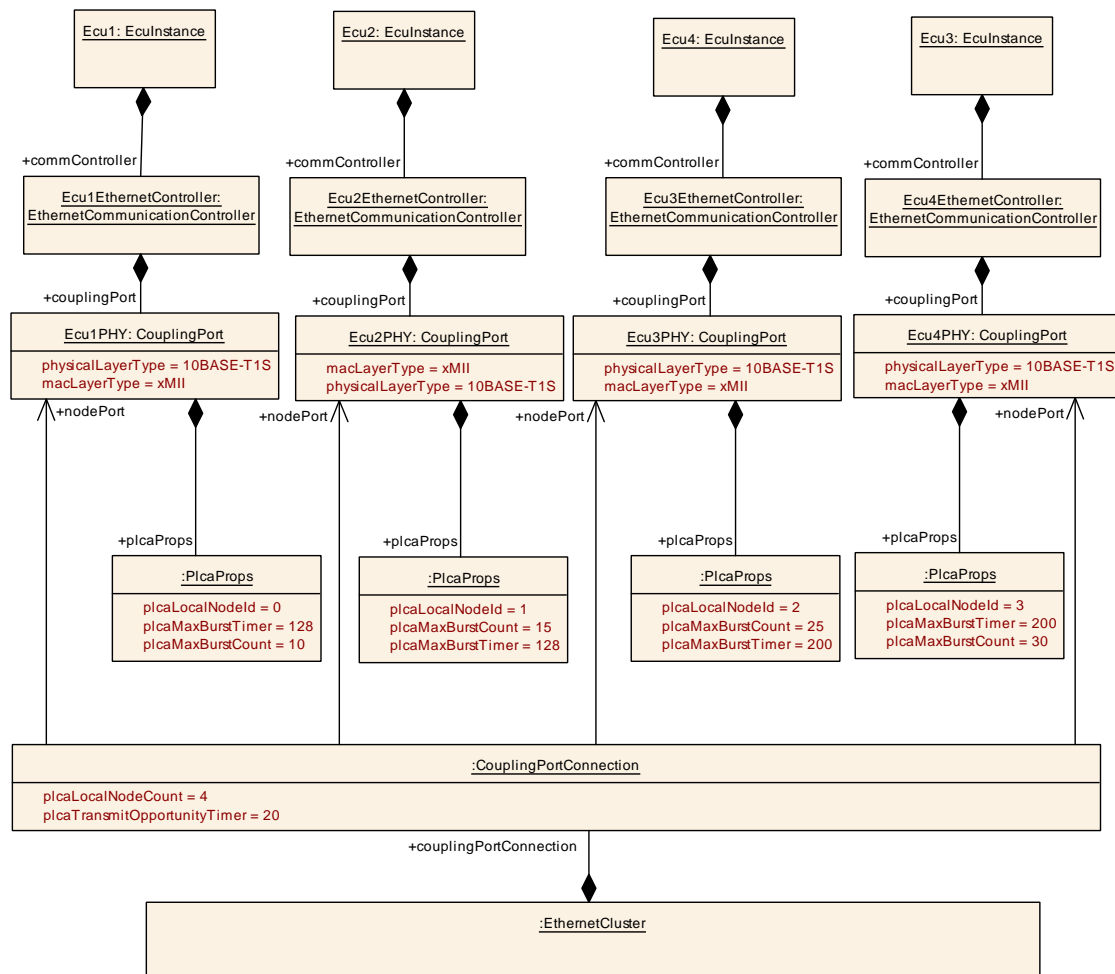 Ecu1: EcuInstance
Ecu2: EcuInstance
Ecu4: EcuInstance
Ecu3: EcuInstance
+commController
+commController
+commController
+commController
Ecu1EthernetController:
EthernetCommunicationController
Ecu2EthernetController:
EthernetCommunicationController
Ecu3EthernetController:
EthernetCommunicationController
Ecu4EthernetController:
EthernetCommunicationController
+couplingPort
+couplingPort
+couplingPort
+couplingPort
Ecu1PHY: CouplingPort
physicalLayerType = 10BASE-T1S
macLayerType = xMII
Ecu2PHY: CouplingPort
macLayerType = xMII
physicalLayerType = 10BASE-T1S
Ecu3PHY: CouplingPort
physicalLayerType = 10BASE-T1S
macLayerType = xMII
Ecu4PHY: CouplingPort
physicalLayerType = 10BASE-T1S
macLayerType = xMII
+nodePort
+nodePort
+nodePort
+nodePort
+plcaProps
+plcaProps
+plcaProps
+plcaProps
:PlcaProps
plcaLocalNodeId = 0
plcaMaxBurstTimer = 128
plcaMaxBurstCount = 10
:PlcaProps
plcaLocalNodeId = 1
plcaMaxBurstCount = 15
plcaMaxBurstTimer = 128
:PlcaProps
plcaLocalNodeId = 2
plcaMaxBurstCount = 25
plcaMaxBurstTimer = 200
:PlcaProps
plcaLocalNodeId = 3
plcaMaxBurstTimer = 200
plcaMaxBurstCount = 30
:CouplingPortConnection
plcaLocalNodeCount = 4
plcaTransmitOpportunityTimer = 20
+couplingPortConnection
:EthernetCluster